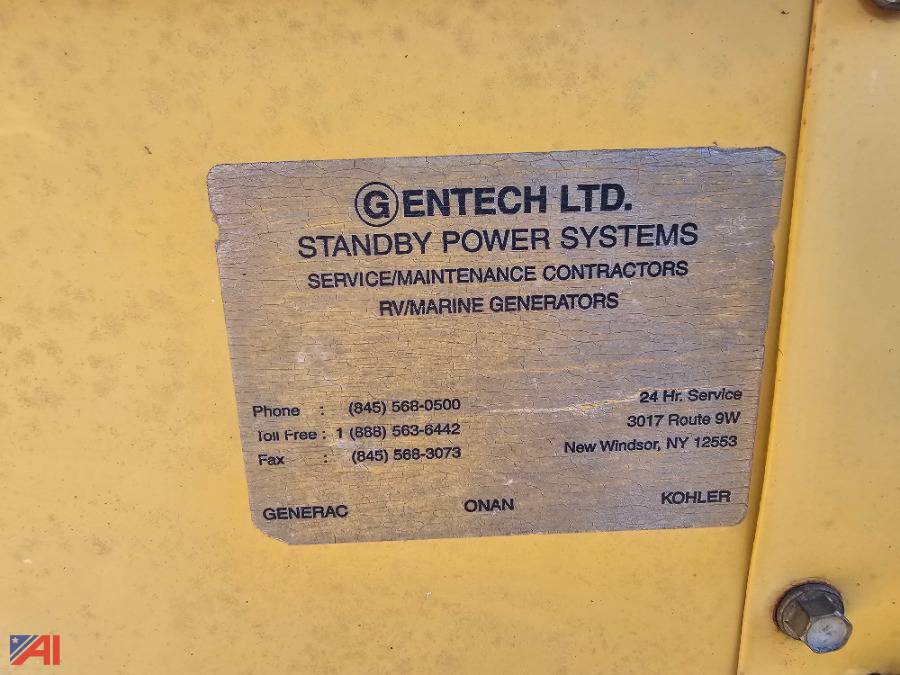 GENTECH LTD.
STANDBY POWER SYSTEMS
SERVICE/MAINTENANCE CONTRACTORS
RV/MARINE GENERATORS
Phone : (845) 568-0500
Toll Free : 1 (888) 563-6442
Fax : (845) 568-3073
24 Hr. Service
3017 Route 9W
New Windsor, NY 12553
GENERAC ONAN KOHLER
AI